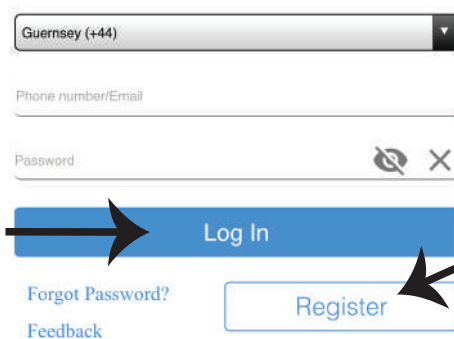 Guernsey (+44)
Phone number/Email
Password
Log In
Forgot Password?
Register
Feedback